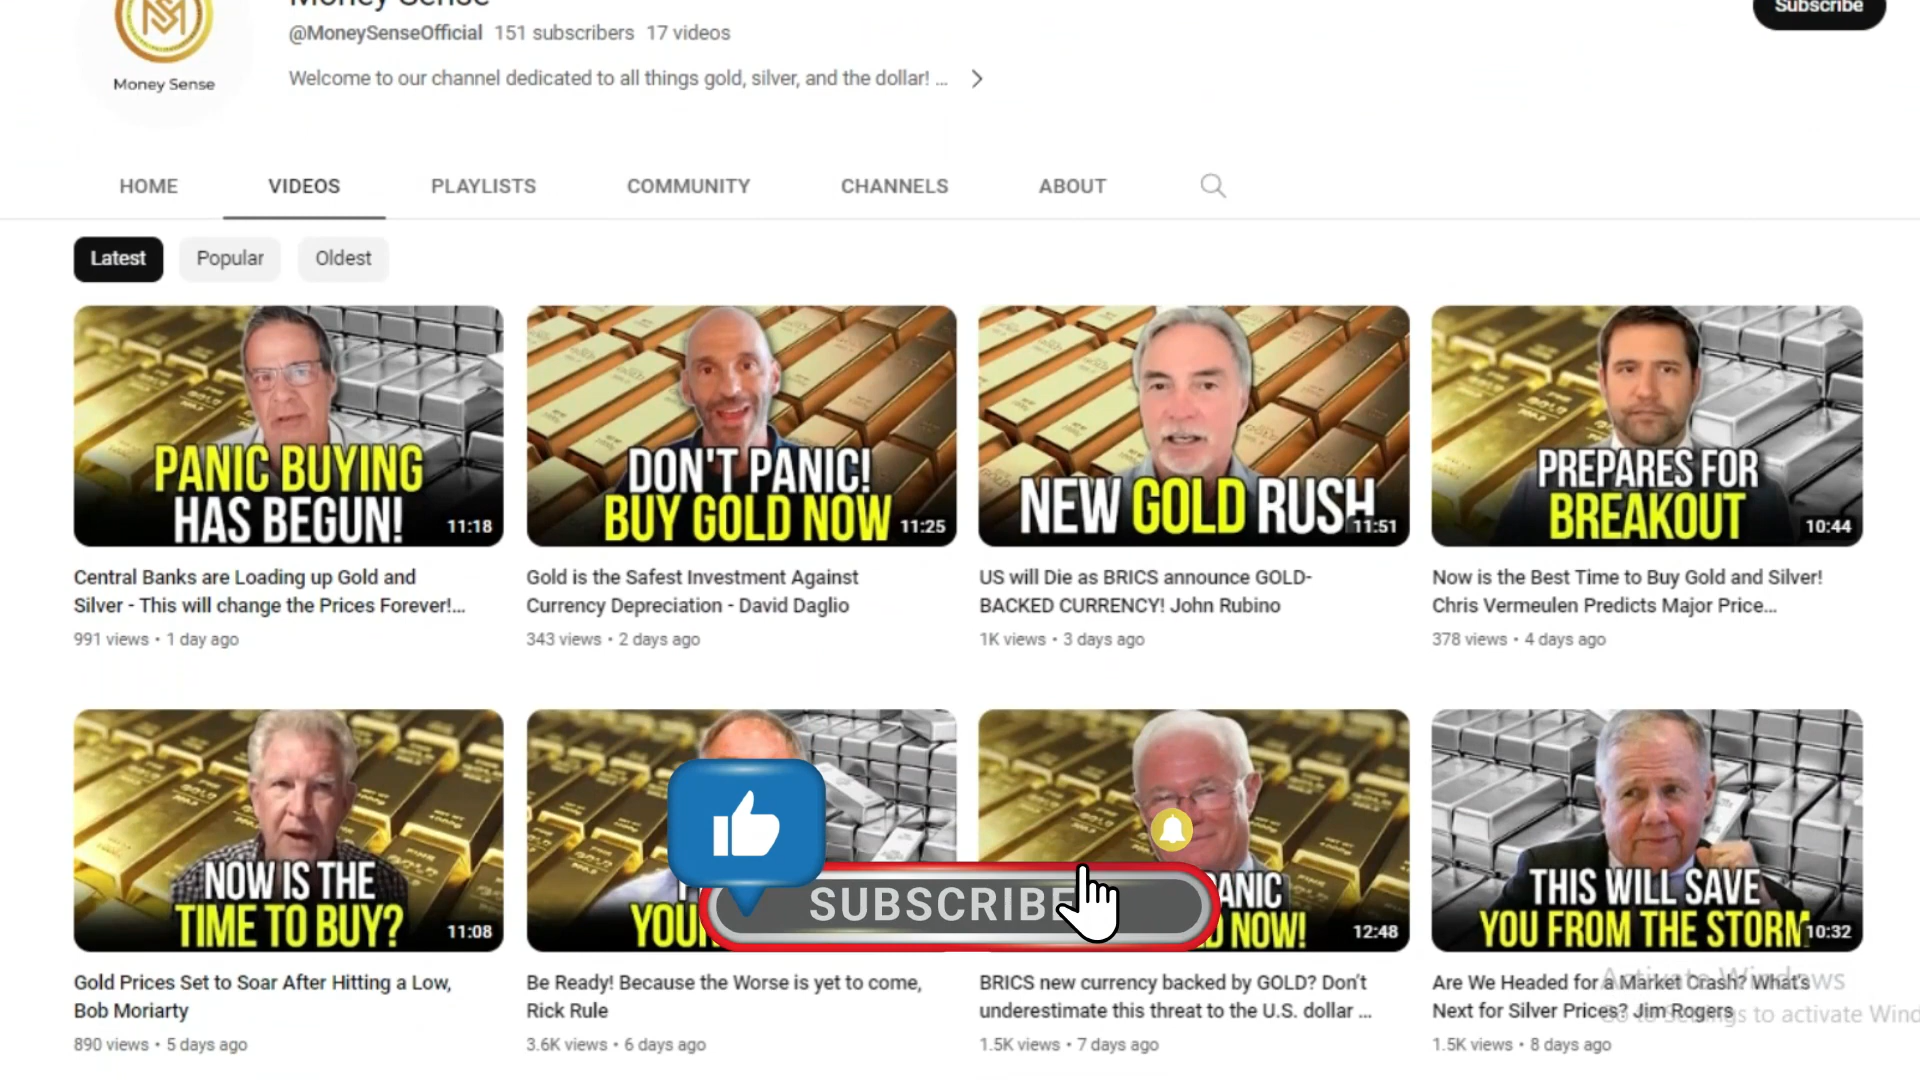 Money Sense
Subscribe
@MoneySenseOfficial 151 subscribers 17 videos
Money Sense
Welcome to our channel dedicated to all things gold, silver, and the dollar! ...
HOME VIDEOS PLAYLISTS COMMUNITY CHANNELS ABOUT
Latest Popular Oldest
PANIC BUYING
HAS BEGUN!
11:18
DON'T PANIC!
BUY GOLD NOW
11:25
NEW GOLD RUSH
11:51
PREPARES FOR
BREAKOUT
10:44
Central Banks are Loading up Gold and
Silver - This will change the Prices Forever!...
991 views • 1 day ago
Gold is the Safest Investment Against
Currency Depreciation - David Daglio
343 views • 2 days ago
US will Die as BRICS announce GOLD-
BACKED CURRENCY! John Rubino
1K views • 3 days ago
Now is the Best Time to Buy Gold and Silver!
Chris Vermeulen Predicts Major Price...
378 views • 4 days ago
NOW IS THE
TIME TO BUY?
11:08
SUBSCRIBE
NOW!
12:48
THIS WILL SAVE
YOU FROM THE STORM
10:32
Gold Prices Set to Soar After Hitting a Low,
Bob Moriarty
890 views • 5 days ago
Be Ready! Because the Worse is yet to come,
Rick Rule
3.6K views • 6 days ago
BRICS new currency backed by GOLD? Don't
underestimate this threat to the U.S. dollar ...
1.5K views • 7 days ago
Are We Headed for a Market Crash? What's
Next for Silver Prices? Jim Rogers
1.5K views • 8 days ago
Activate Windows
Go to Settings to activate Wind